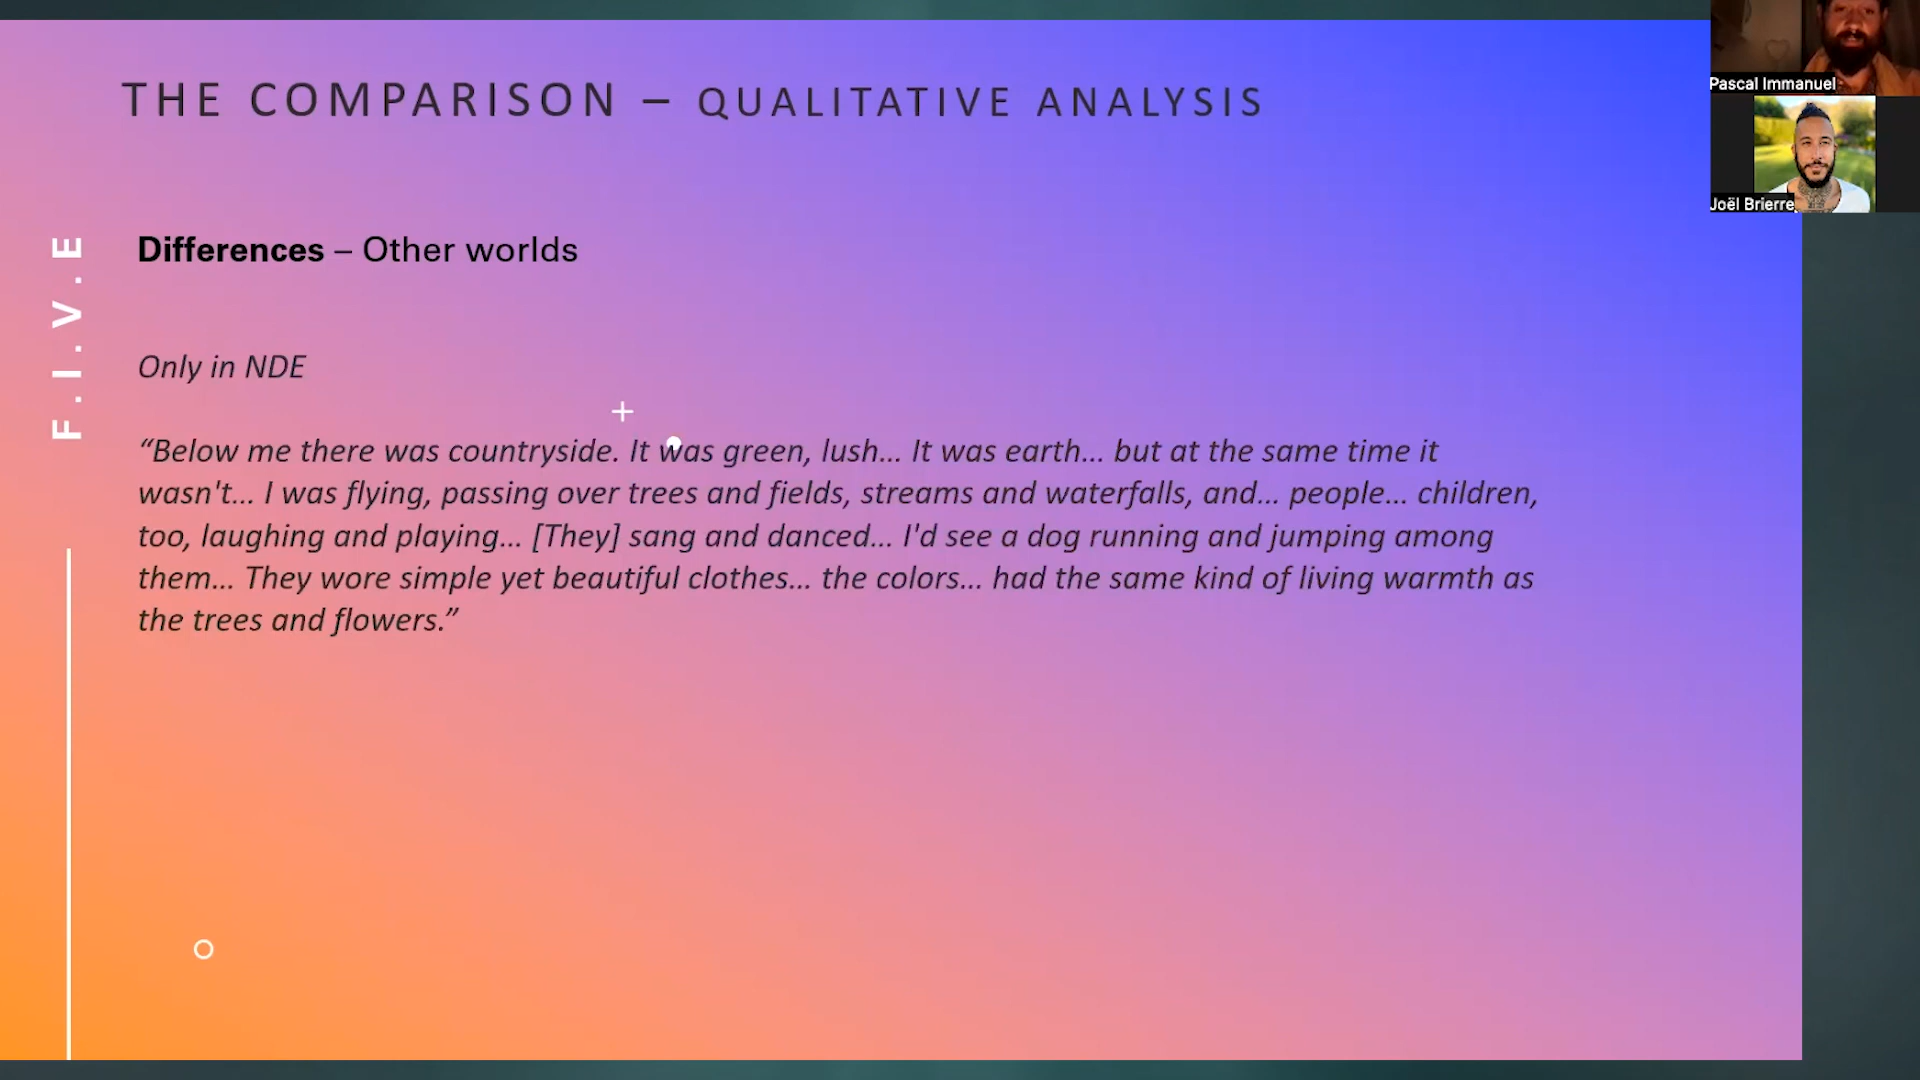 THE COMPARISON – QUALITATIVE ANALYSIS
Pascal Immanuel
Joël Brierre
F.I.V.E
Differences – Other worlds
Only in NDE
“Below me there was countryside. It was green, lush... It was earth... but at the same time it
wasn't... I was flying, passing over trees and fields, streams and waterfalls, and... people... children,
too, laughing and playing... [They] sang and danced... I'd see a dog running and jumping among
them... They wore simple yet beautiful clothes... the colors... had the same kind of living warmth as
the trees and flowers.”